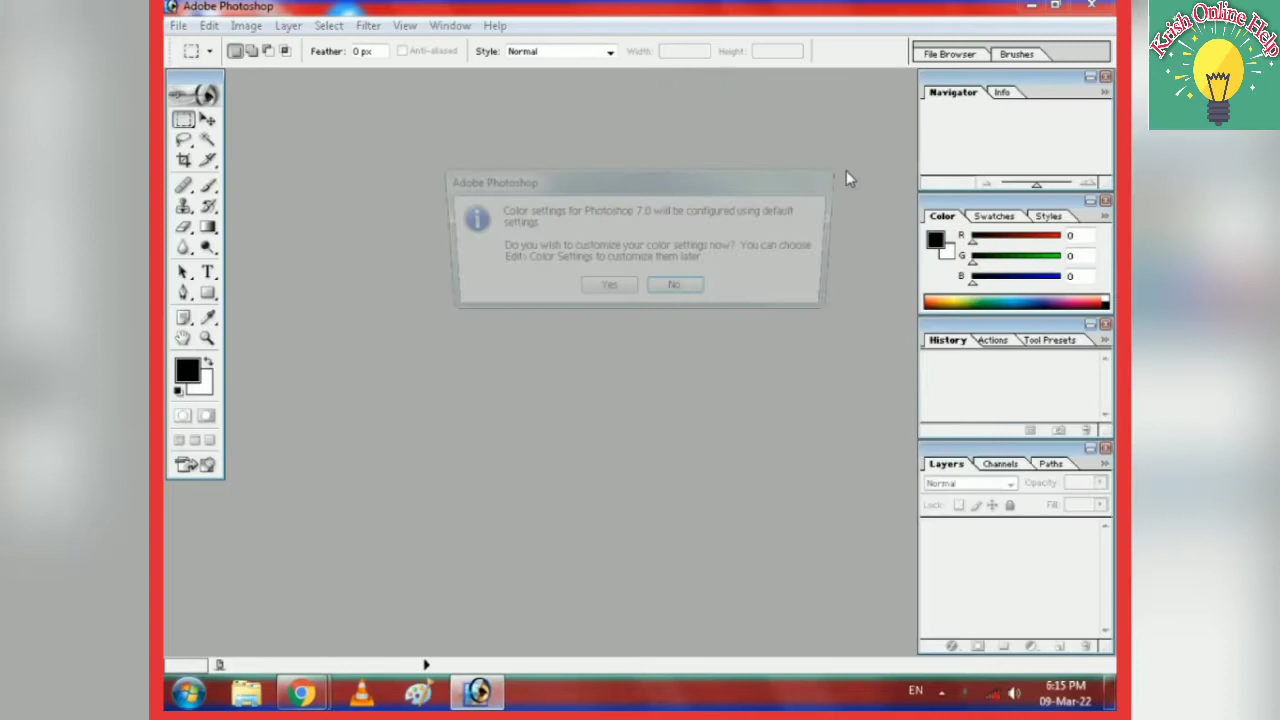 Adobe Photoshop
Krish Online Help
File Edit Image Layer Select Filter View Window Help
Feather: 0 px Anti-aliased Style: Normal Width: Height: File Browser Brushes
Navigator Info
Adobe Photoshop
Color settings for Photoshop 7.0 will be configured using default
settings
Do you wish to customize your color settings now? You can choose
Edit> Color Settings to customize them later
Yes No
Color Swatches Styles
R 0
G 0
B 0
History Actions Tool Presets
Layers Channels Paths
Normal Opacity:
Lock: Fill:
EN 6:15 PM
09-Mar-22